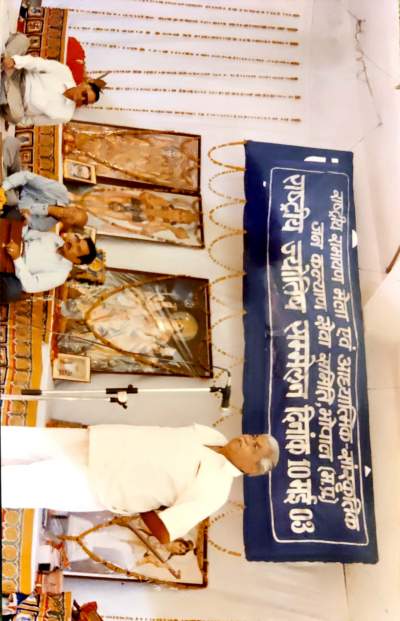 राष्ट्रीय रामायण मेला एवं आध्यात्मिक-सांस्कृतिक
जन कल्याण सेवा समिति, भोपाल (म.प्र.)
राष्ट्रीय ज्योतिष सम्मेलन दिनांक 10 मई 03